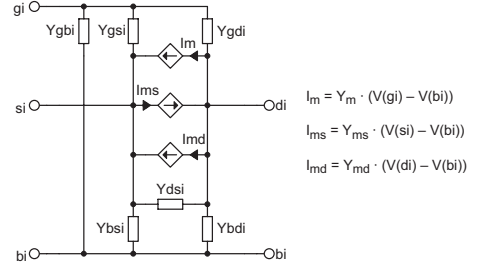 gi
Ygbi Ygsi Ygdi
Im
Ims
si di
Imd
Ydsi
Ybsi Ybdi
bi bi
Im = Ym · (V(gi) – V(bi))
Ims = Yms · (V(si) – V(bi))
Imd = Ymd · (V(di) – V(bi))